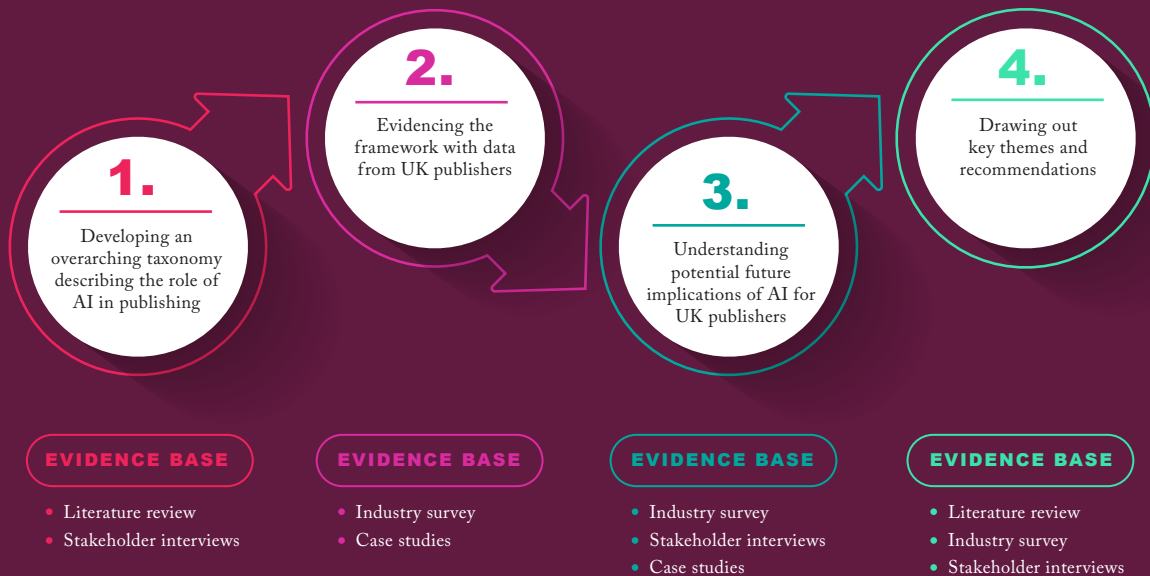 1.
Developing an
overarching taxonomy
describing the role of
AI in publishing
2.
Evidencing the
framework with data
from UK publishers
3.
Understanding
potential future
implications of AI for
UK publishers
4.
Drawing out
key themes and
recommendations
EVIDENCE BASE
• Literature review
• Stakeholder interviews
EVIDENCE BASE
• Industry survey
• Case studies
EVIDENCE BASE
• Industry survey
• Stakeholder interviews
• Case studies
EVIDENCE BASE
• Literature review
• Industry survey
• Stakeholder interviews